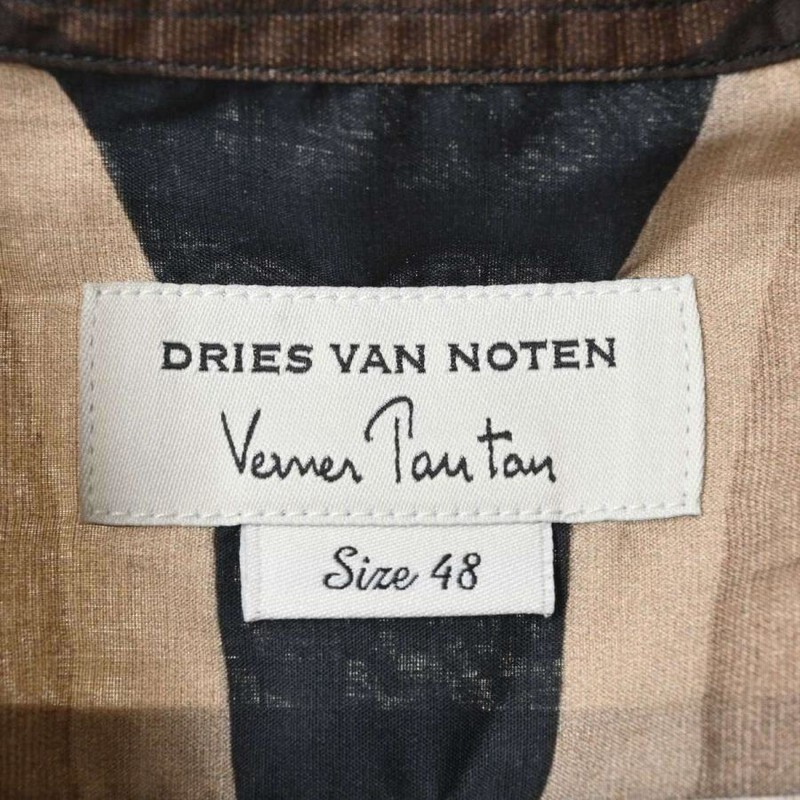 DRIES VAN NOTEN
Verner Panton
Size 48